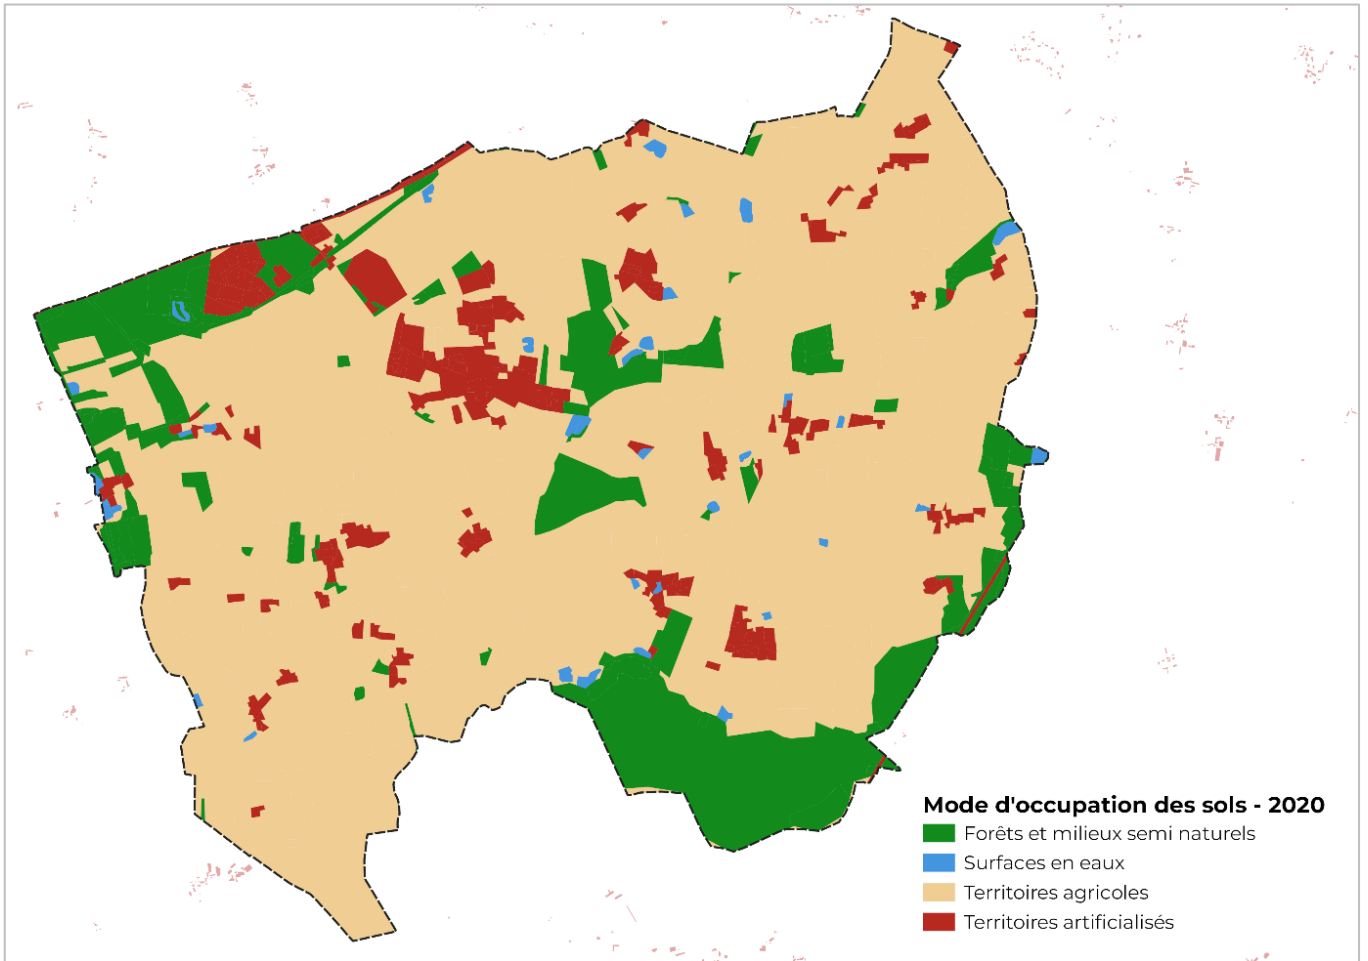 Mode d'occupation des sols - 2020
Forêts et milieux semi naturels
Surfaces en eaux
Territoires agricoles
Territoires artificialisés